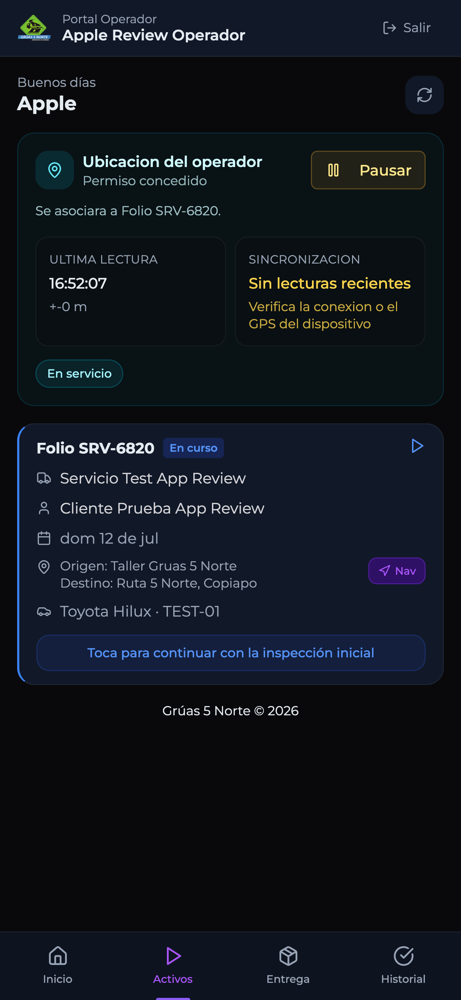 Portal Operador
Apple Review Operador
Salir
GRÚAS 5 NORTE
SERVICIO 24 HORAS
Buenos días
Apple
Ubicacion del operador
Permiso concedido
Pausar
Se asociara a Folio SRV-6820.
ULTIMA LECTURA
16:52:07
+-0 m
SINCRONIZACION
Sin lecturas recientes
Verifica la conexion o el
GPS del dispositivo
En servicio
Folio SRV-6820
En curso
Servicio Test App Review
Cliente Prueba App Review
dom 12 de jul
Origen: Taller Gruas 5 Norte
Destino: Ruta 5 Norte, Copiapo
Nav
Toyota Hilux · TEST-01
Toca para continuar con la inspección inicial
Grúas 5 Norte © 2026
Inicio
Activos
Entrega
Historial